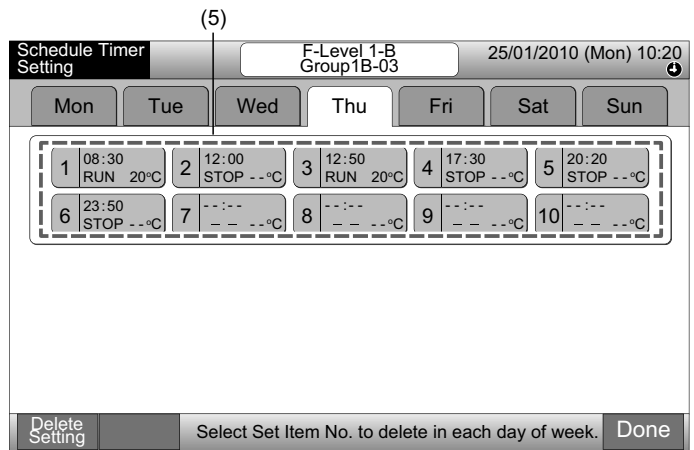 (5)
Schedule Timer
Setting
F-Level 1-B
Group1B-03
25/01/2010 (Mon) 10:20
Mon Tue Wed Thu Fri Sat Sun
1 08:30 RUN 20°C
2 12:00 STOP --°C
3 12:50 RUN 20°C
4 17:30 STOP --°C
5 20:20 STOP --°C
6 23:50 STOP --°C
7 --:-- – – --°C
8 --:-- – – --°C
9 --:-- – – --°C
10 --:-- – – --°C
Delete
Setting
Select Set Item No. to delete in each day of week.
Done